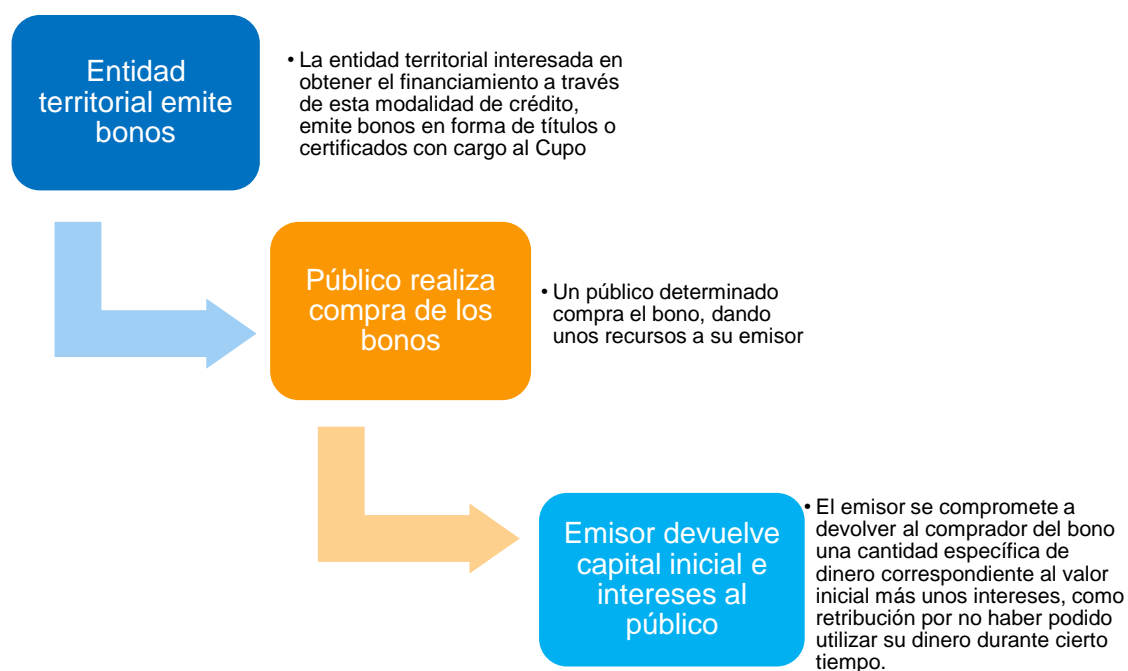 Entidad
territorial emite
bonos
• La entidad territorial interesada en
obtener el financiamiento a través
de esta modalidad de crédito,
emite bonos en forma de títulos o
certificados con cargo al Cupo
Público realiza
compra de los
bonos
• Un público determinado
compra el bono, dando
unos recursos a su emisor
Emisor devuelve
capital inicial e
intereses al
público
• El emisor se compromete a
devolver al comprador del bono
una cantidad específica de
dinero correspondiente al valor
inicial más unos intereses, como
retribución por no haber podido
utilizar su dinero durante cierto
tiempo.